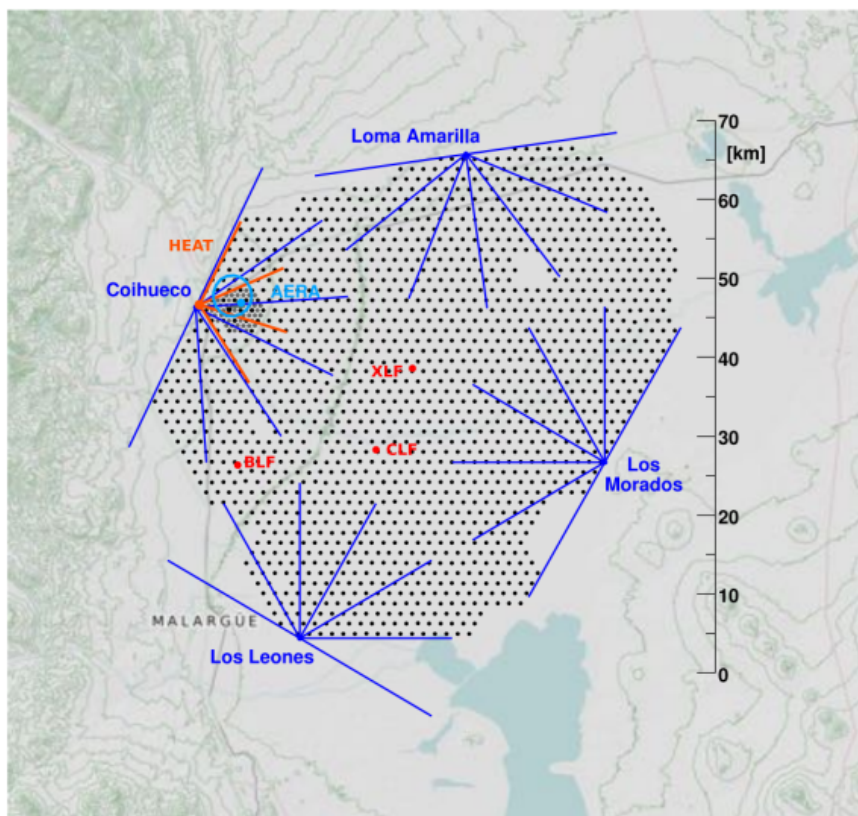 70
Loma Amarilla
[km]
60
HEAT
50
Coihueco
AERA
40
XLF
30
CLF
BLF
Los
Morados
20
10
MALARGÜE
Los Leones
0